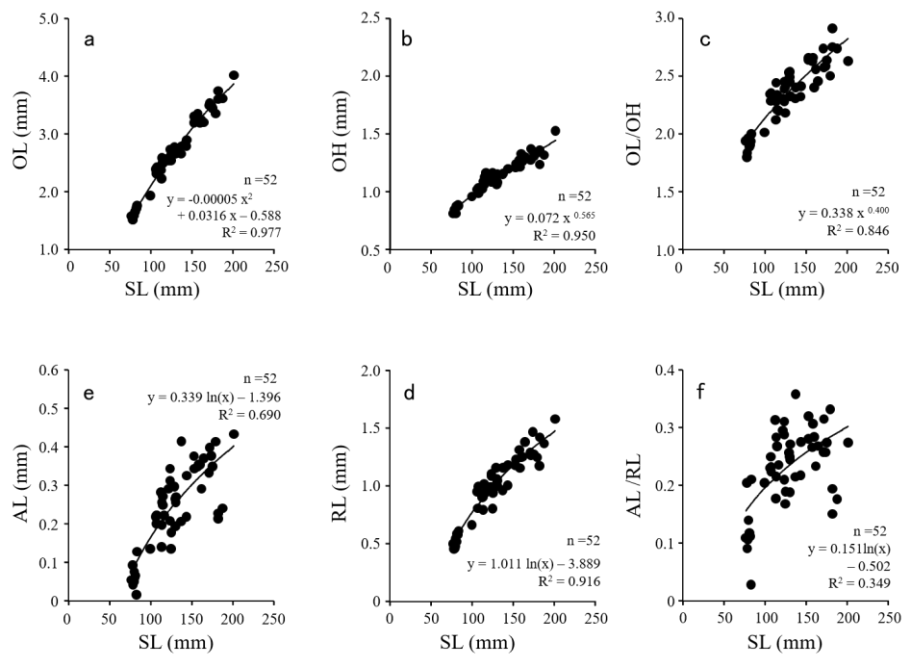 a
OL (mm)
5.0
4.0
3.0
2.0
1.0
n =52
y = -0.00005 x²
+ 0.0316 x – 0.588
R² = 0.977
0 50 100 150 200 250
SL (mm)
b
OH (mm)
2.5
2.0
1.5
1.0
0.5
n =52
y = 0.072 x 0.565
R² = 0.950
0 50 100 150 200 250
SL (mm)
c
OL/OH
3.0
2.5
2.0
1.5
1.0
n =52
y = 0.338 x 0.400
R² = 0.846
0 50 100 150 200 250
SL (mm)
e
AL (mm)
0.6
0.5
0.4
0.3
0.2
0.1
0
n =52
y = 0.339 ln(x) – 1.396
R² = 0.690
0 50 100 150 200 250
SL (mm)
d
RL (mm)
2.0
1.5
1.0
0.5
0
n =52
y = 1.011 ln(x) – 3.889
R² = 0.916
0 50 100 150 200 250
SL (mm)
f
AL /RL
0.4
0.3
0.2
0.1
0
n =52
y = 0.151ln(x)
– 0.502
R² = 0.349
0 50 100 150 200 250
SL (mm)